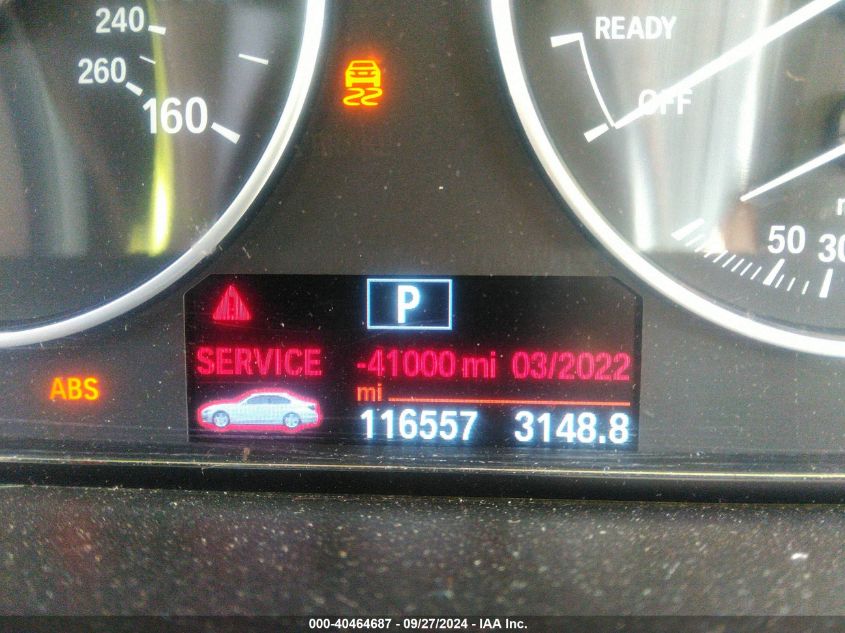 240
260
160
READY
OFF
50
30
P
SERVICE -41000 mi 03/2022
mi
ABS
116557 3148.8
000-40464687 - 09/27/2024 - IAA Inc.